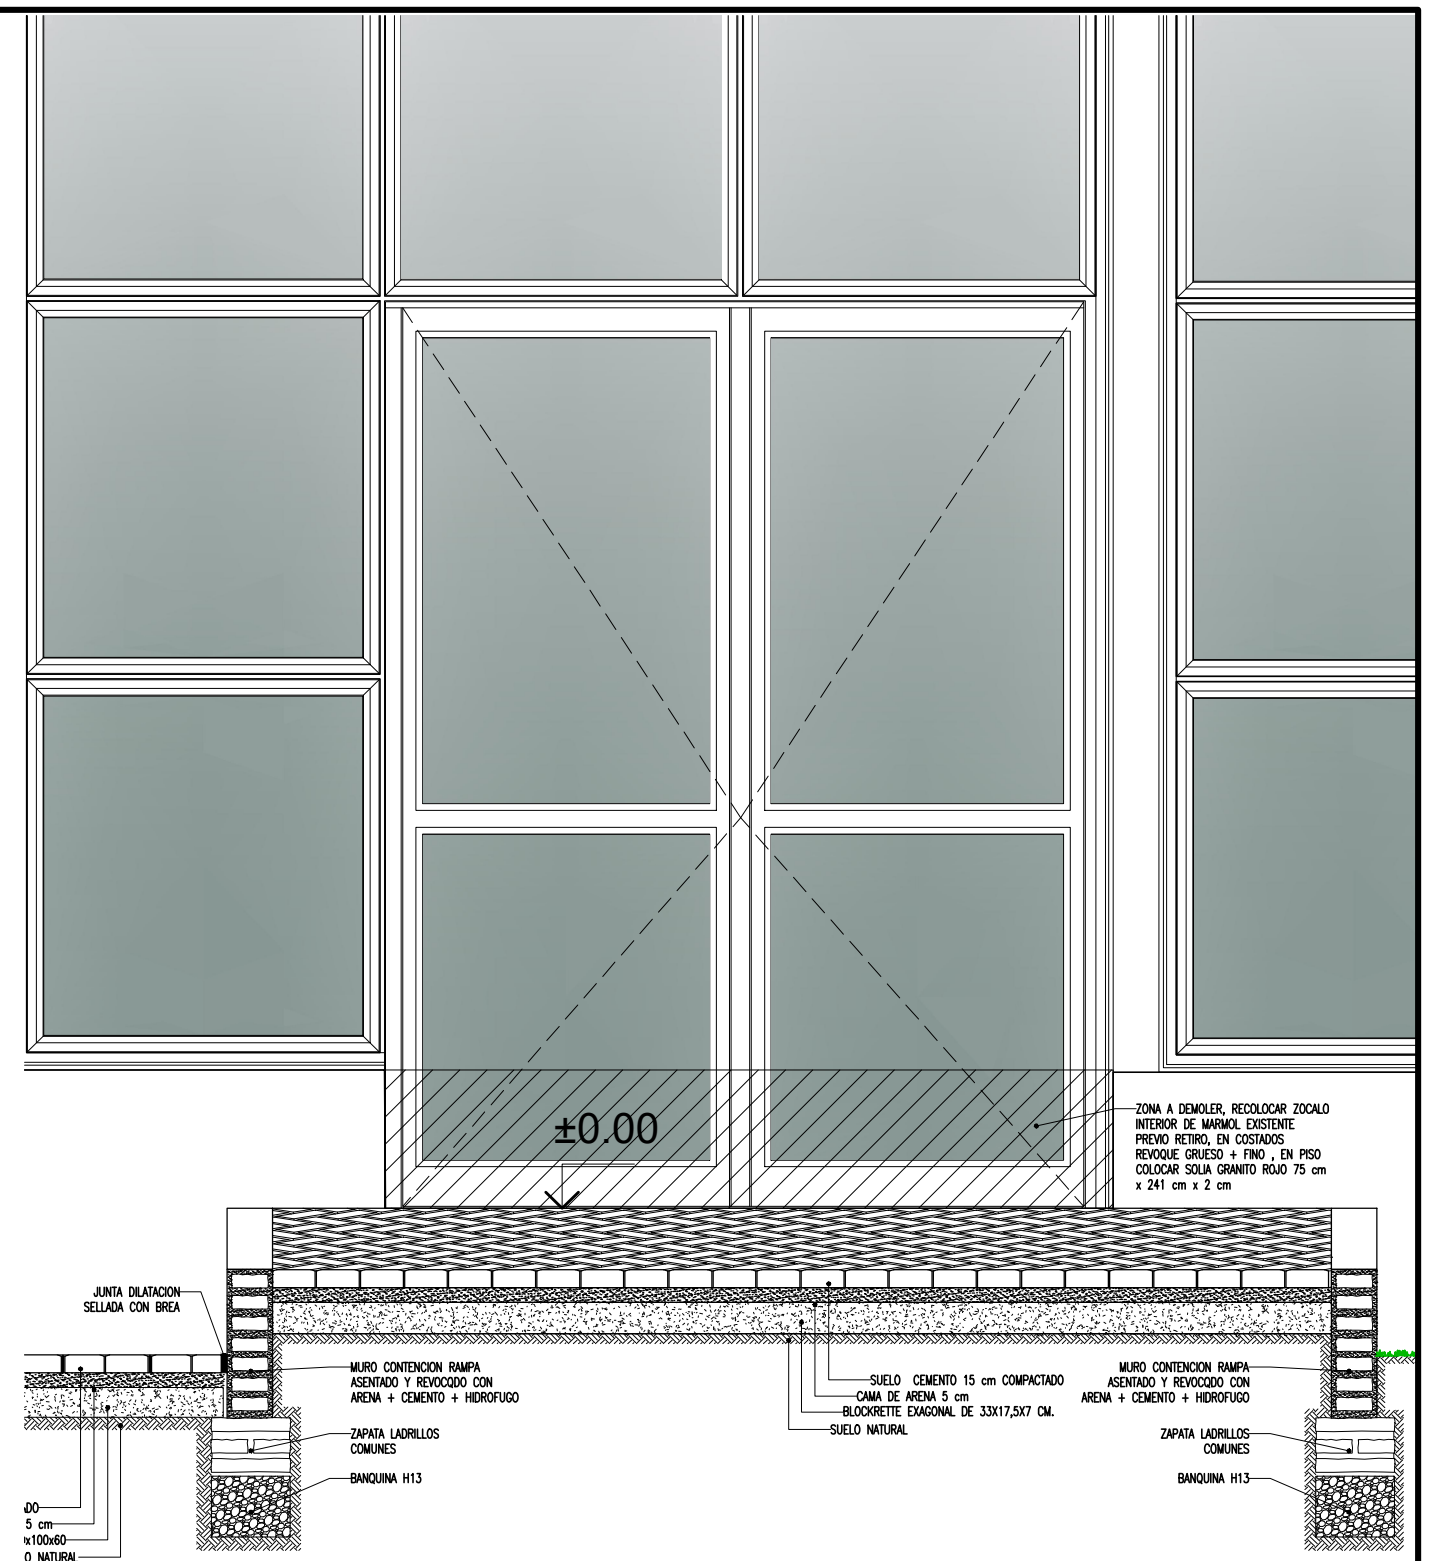 ±0.00
ZONA A DEMOLER, RECOLOCAR ZOCALO
INTERIOR DE MARMOL EXISTENTE
PREVIO RETIRO, EN COSTADOS
REVOQUE GRUESO + FINO , EN PISO
COLOCAR SOLIA GRANITO ROJO 75 cm
x 241 cm x 2 cm
JUNTA DILATACION
SELLADA CON BREA
MURO CONTENCION RAMPA
ASENTADO Y REVOCQDO CON
ARENA + CEMENTO + HIDROFUGO
ZAPATA LADRILLOS
COMUNES
BANQUINA H13
SUELO CEMENTO 15 cm COMPACTADO
CAMA DE ARENA 5 cm
BLOCKRETTE EXAGONAL DE 33X17,5X7 CM.
SUELO NATURAL
MURO CONTENCION RAMPA
ASENTADO Y REVOCQDO CON
ARENA + CEMENTO + HIDROFUGO
ZAPATA LADRILLOS
COMUNES
BANQUINA H13
ADO
5 cm
x100x60
O NATURAL